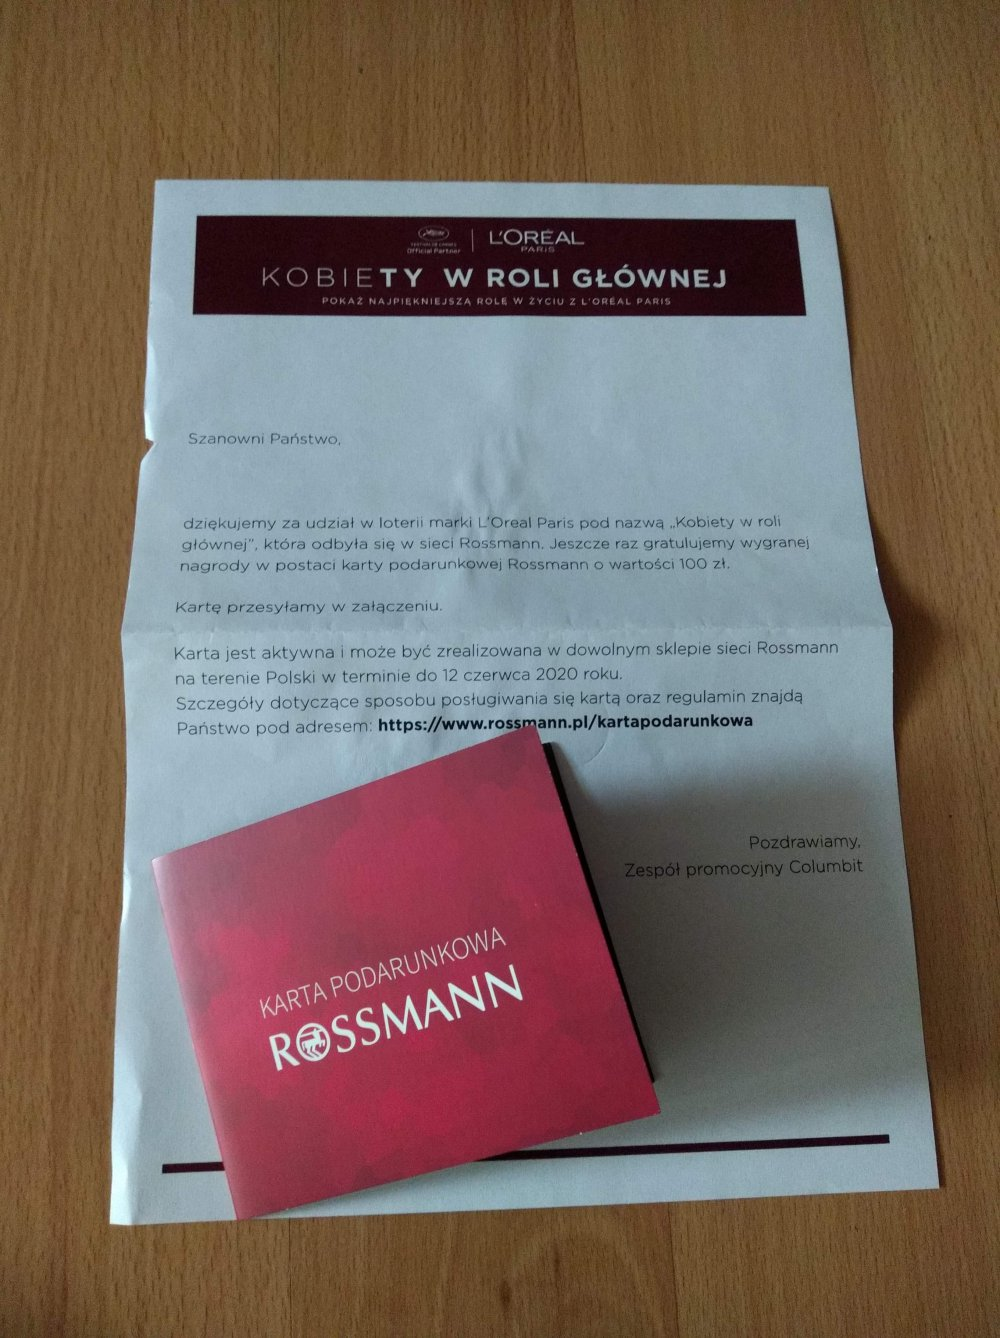 FESTIVAL DE CANNES
Official Partner
L'ORÉAL
PARIS
KOBIETY W ROLI GŁÓWNEJ
POKAŻ NAJPIĘKNIEJSZĄ ROLĘ W ŻYCIU Z L'ORÉAL PARIS
Szanowni Państwo,
dziękujemy za udział w loterii marki L'Oreal Paris pod nazwą „Kobiety w roli
głównej”, która odbyła się w sieci Rossmann. Jeszcze raz gratulujemy wygranej
nagrody w postaci karty podarunkowej Rossmann o wartości 100 zł.
Kartę przesyłamy w załączeniu.
Karta jest aktywna i może być zrealizowana w dowolnym sklepie sieci Rossmann
na terenie Polski w terminie do 12 czerwca 2020 roku.
Szczegóły dotyczące sposobu posługiwania się kartą oraz regulamin znajdą
Państwo pod adresem: https://www.rossmann.pl/kartapodarunkowa
Pozdrawiamy,
Zespół promocyjny Columbit
KARTA PODARUNKOWA
ROSSMANN